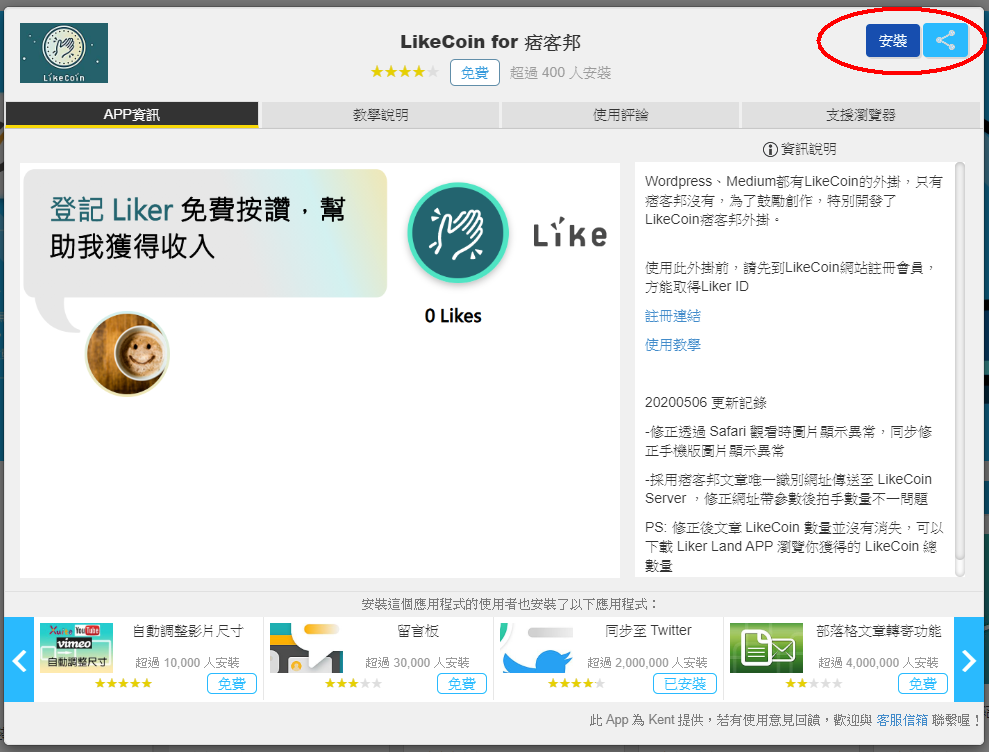 LikeCoin
LikeCoin for 痞客邦
免費 超過 400 人安裝
安裝
APP資訊
教學說明
使用評論
支援瀏覽器
登記 Liker 免費按讚，幫
助我獲得收入
Like
0 Likes
資訊說明
Wordpress、Medium都有LikeCoin的外掛，只有
痞客邦沒有，為了鼓勵創作，特別開發了
LikeCoin痞客邦外掛。
使用此外掛前，請先到LikeCoin網站註冊會員，
方能取得Liker ID
註冊連結
使用教學
20200506 更新記錄
-修正透過 Safari 觀看時圖片顯示異常，同步修
正手機版圖片顯示異常
-採用痞客邦文章唯一識別網址傳送至 LikeCoin
Server ，修正網址帶參數後拍手數量不一問題
PS: 修正後文章 LikeCoin 數量並沒有消失，可以
下載 Liker Land APP 瀏覽你獲得的 LikeCoin 總
數量
安裝這個應用程式的使用者也安裝了以下應用程式：
Xuite YouTube
vimeo
自動調整尺寸
自動調整影片尺寸
超過 10,000 人安裝
免費
留言板
超過 30,000 人安裝
免費
同步至 Twitter
超過 2,000,000 人安裝
已安裝
部落格文章轉寄功能
超過 4,000,000 人安裝
免費
此 App 為 Kent 提供，若有使用意見回饋，歡迎與 客服信箱 聯繫喔！